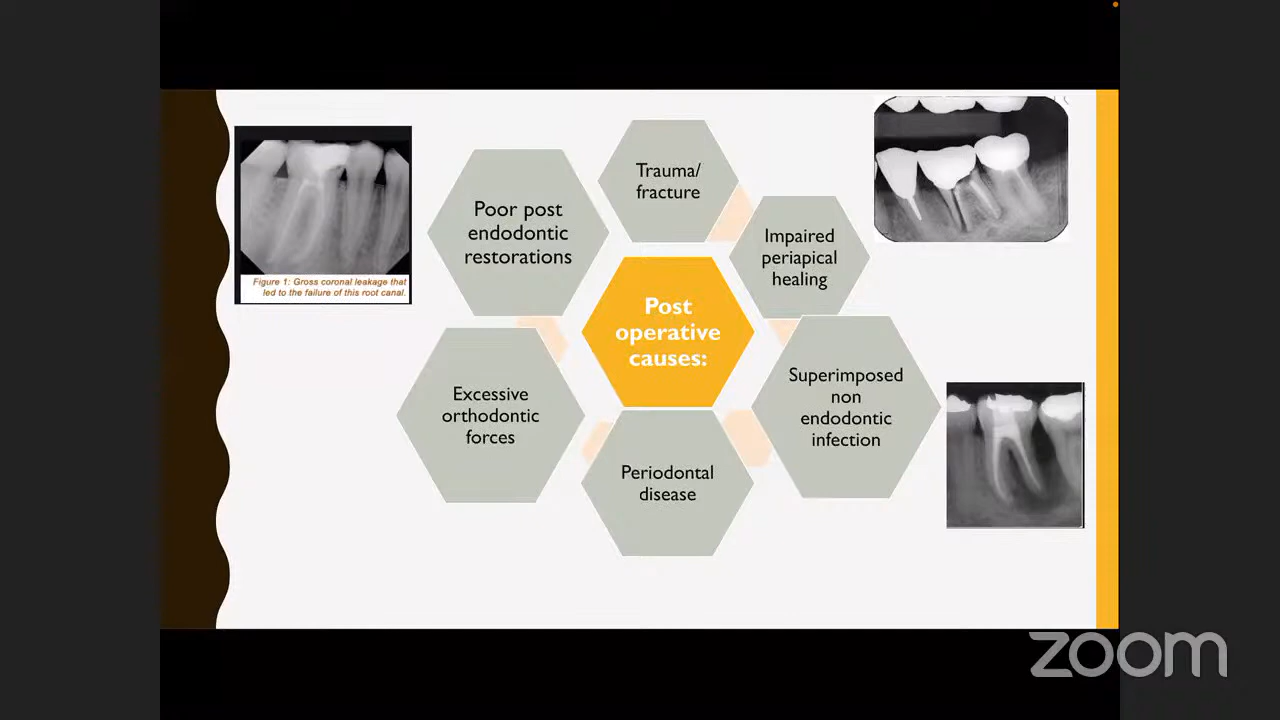 Trauma/
fracture
Poor post
endodontic
restorations
Impaired
periapical
healing
Figure 1: Gross coronal leakage that
led to the failure of this root canal.
Post
operative
causes:
Superimposed
non
endodontic
infection
Excessive
orthodontic
forces
Periodontal
disease
zoom